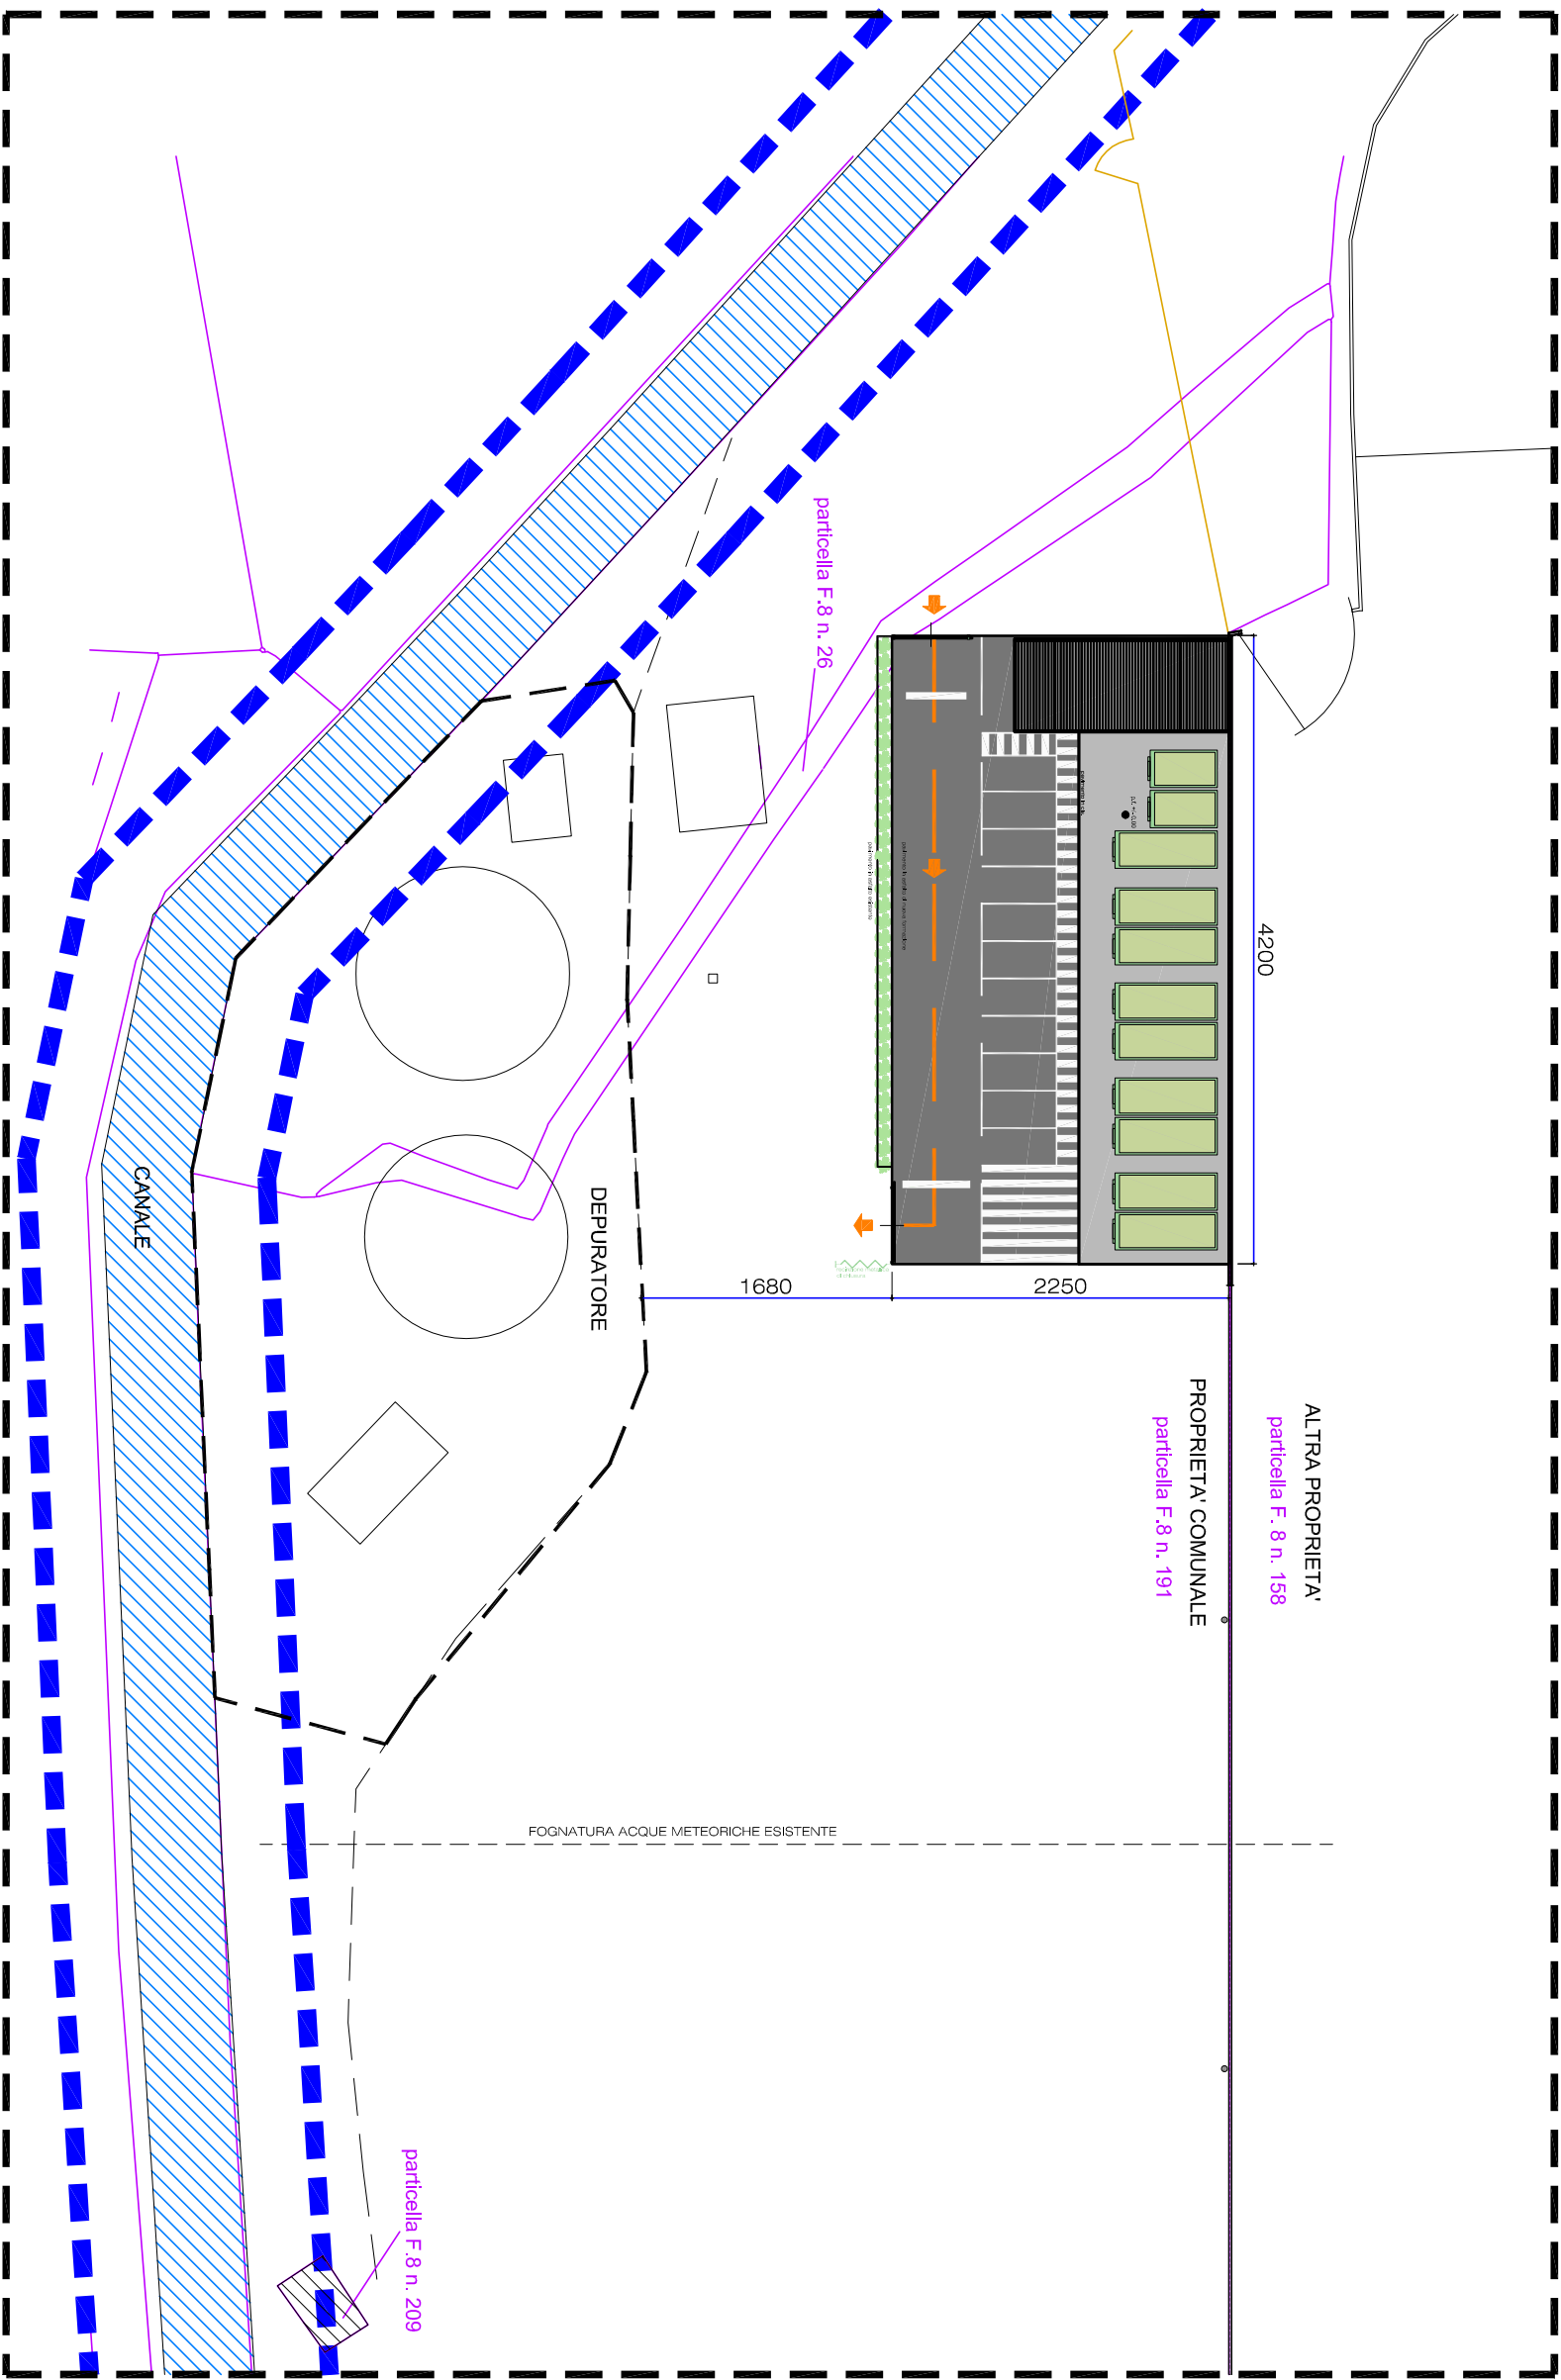 ALTRA PROPRIETA'
particella F. 8 n. 158
PROPRIETA' COMUNALE
particella F.8 n. 191
4200
2250
1680
particella F.8 n. 26
DEPURATORE
CANALE
FOGNATURA ACQUE METEORICHE ESISTENTE
particella F.8 n. 209